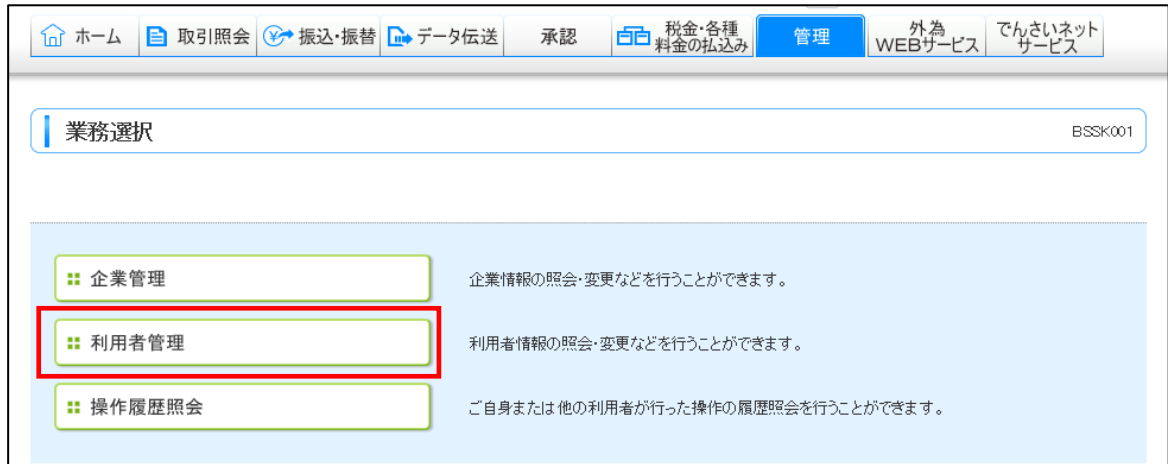 ホーム 取引照会 振込・振替 データ伝送 承認 税金・各種料金の払込み 管理 外為WEBサービス でんさいネットサービス
業務選択 BSSK001
企業管理 企業情報の照会・変更などを行うことができます。
利用者管理 利用者情報の照会・変更などを行うことができます。
操作履歴照会 ご自身または他の利用者が行った操作の履歴照会を行うことができます。